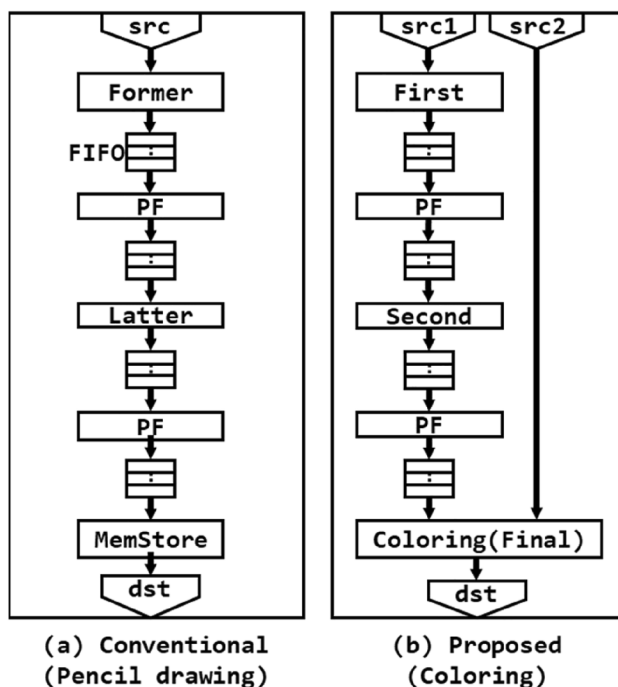 src
Former
FIFO
PF
Latter
PF
MemStore
dst
(a) Conventional
(Pencil drawing)
src1
src2
First
PF
Second
PF
Coloring(Final)
dst
(b) Proposed
(Coloring)